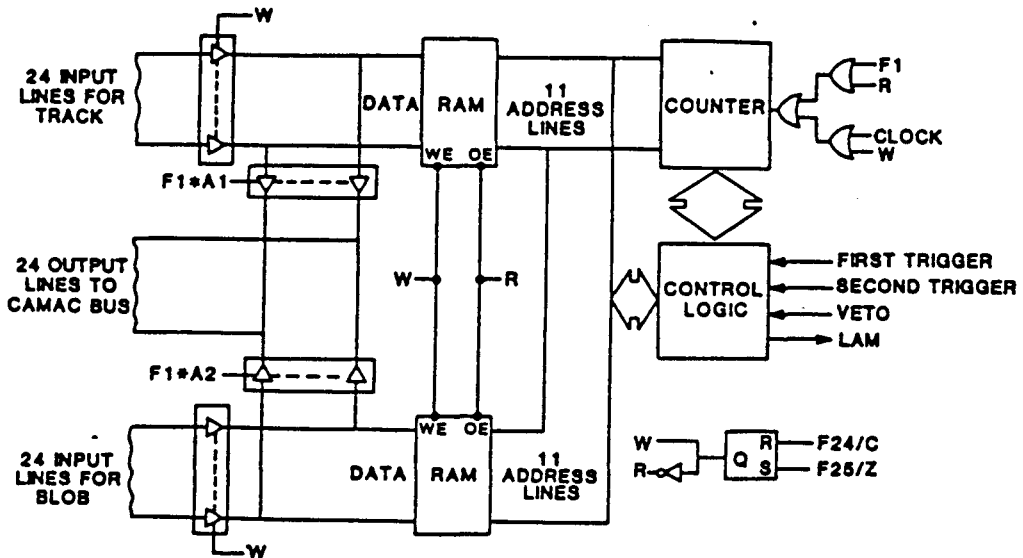 W
24 INPUT
LINES FOR
TRACK
DATA
RAM
WE OE
11
ADDRESS
LINES
COUNTER
F1
R
CLOCK
W
F1*A1
24 OUTPUT
LINES TO
CAMAC BUS
W
R
CONTROL
LOGIC
FIRST TRIGGER
SECOND TRIGGER
VETO
LAM
F1*A2
24 INPUT
LINES FOR
BLOB
DATA
WE OE
RAM
11
ADDRESS
LINES
W
R
Q
R
S
F24/C
F25/Z
W